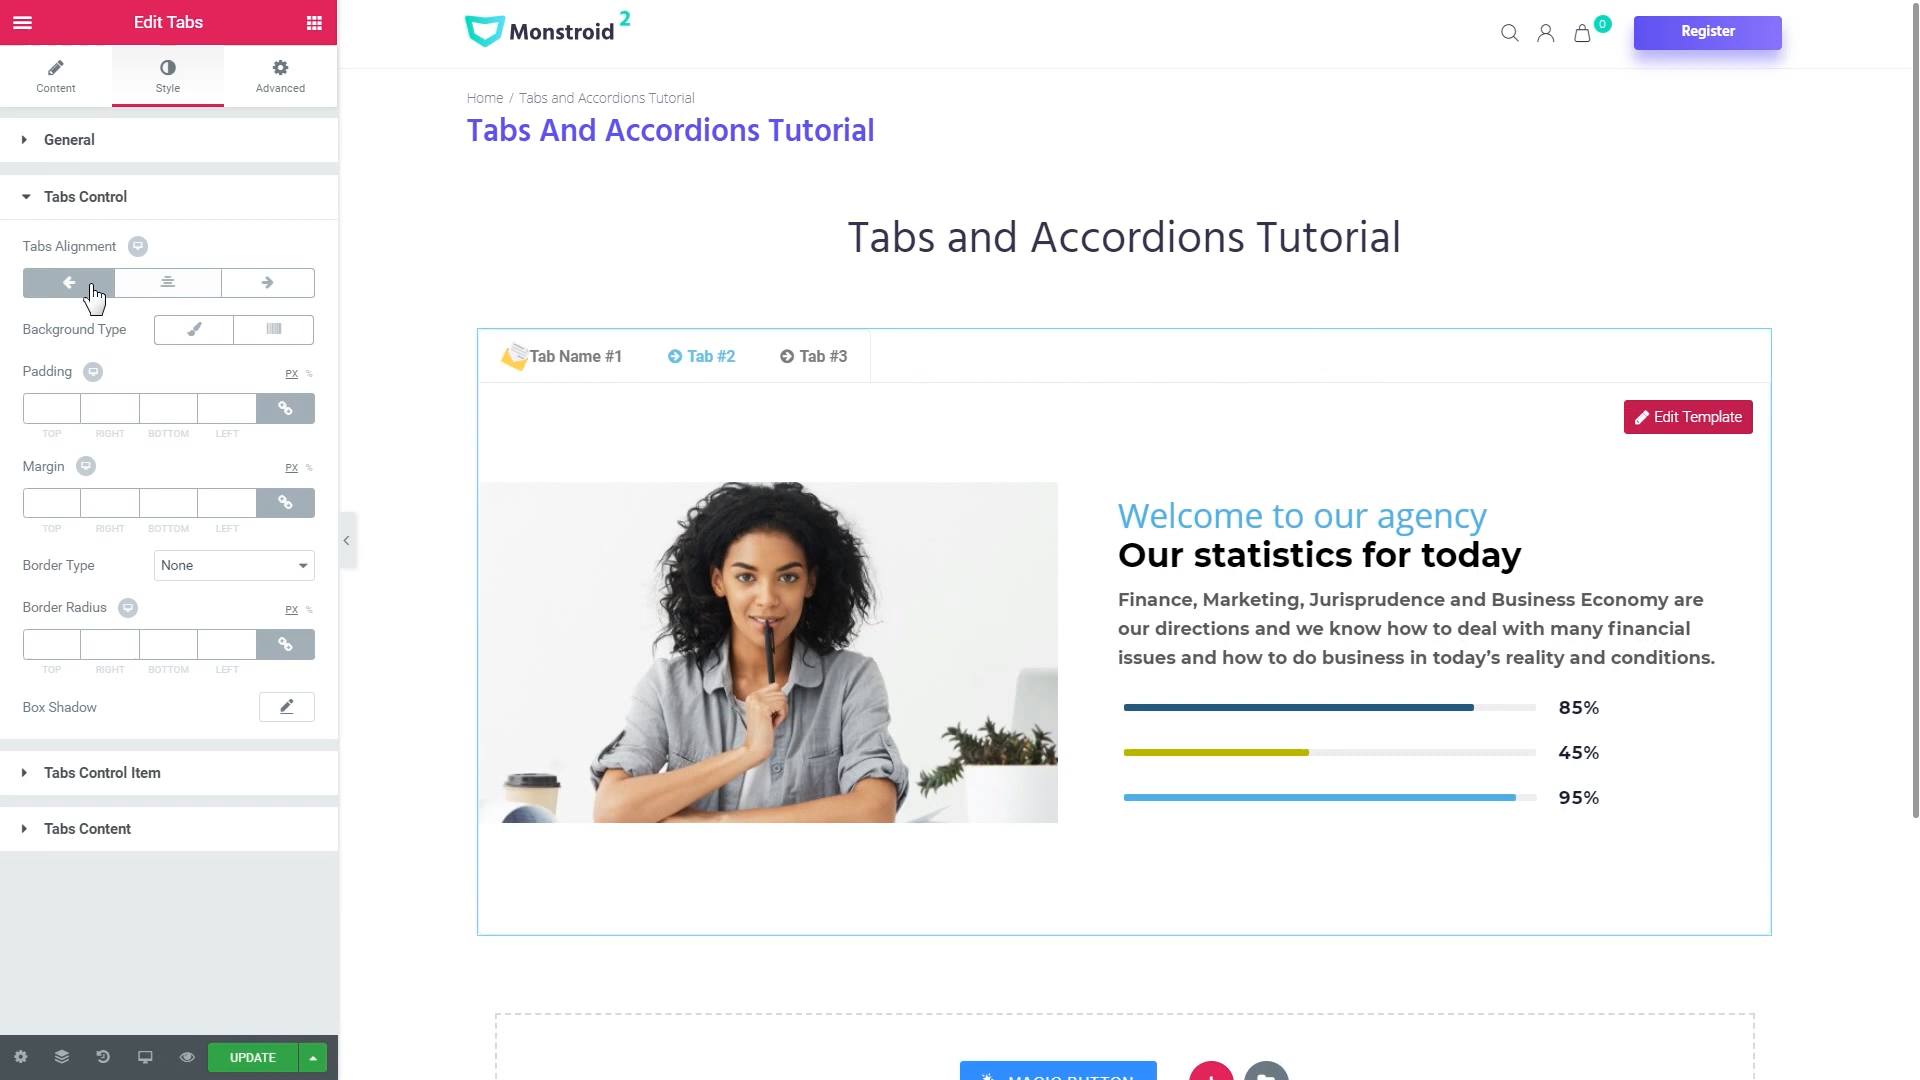 Edit Tabs
Content
Style
Advanced
General
Tabs Control
Tabs Alignment
Background Type
Padding
PX %
TOP RIGHT BOTTOM LEFT
Margin
PX %
TOP RIGHT BOTTOM LEFT
Border Type
None
Border Radius
PX %
TOP RIGHT BOTTOM LEFT
Box Shadow
Tabs Control Item
Tabs Content
UPDATE
Monstroid 2
0
Register
Home / Tabs and Accordions Tutorial
Tabs And Accordions Tutorial
Tabs and Accordions Tutorial
Tab Name #1
Tab #2
Tab #3
Edit Template
Welcome to our agency
Our statistics for today
Finance, Marketing, Jurisprudence and Business Economy are
our directions and we know how to deal with many financial
issues and how to do business in today’s reality and conditions.
85%
45%
95%
MAGIC BUTTON